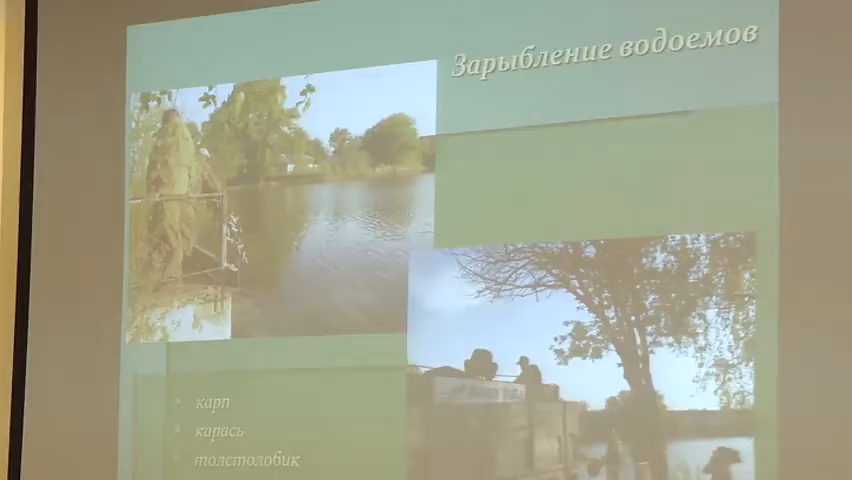 Зарыбление водоемов
карп
карась
толстолобик